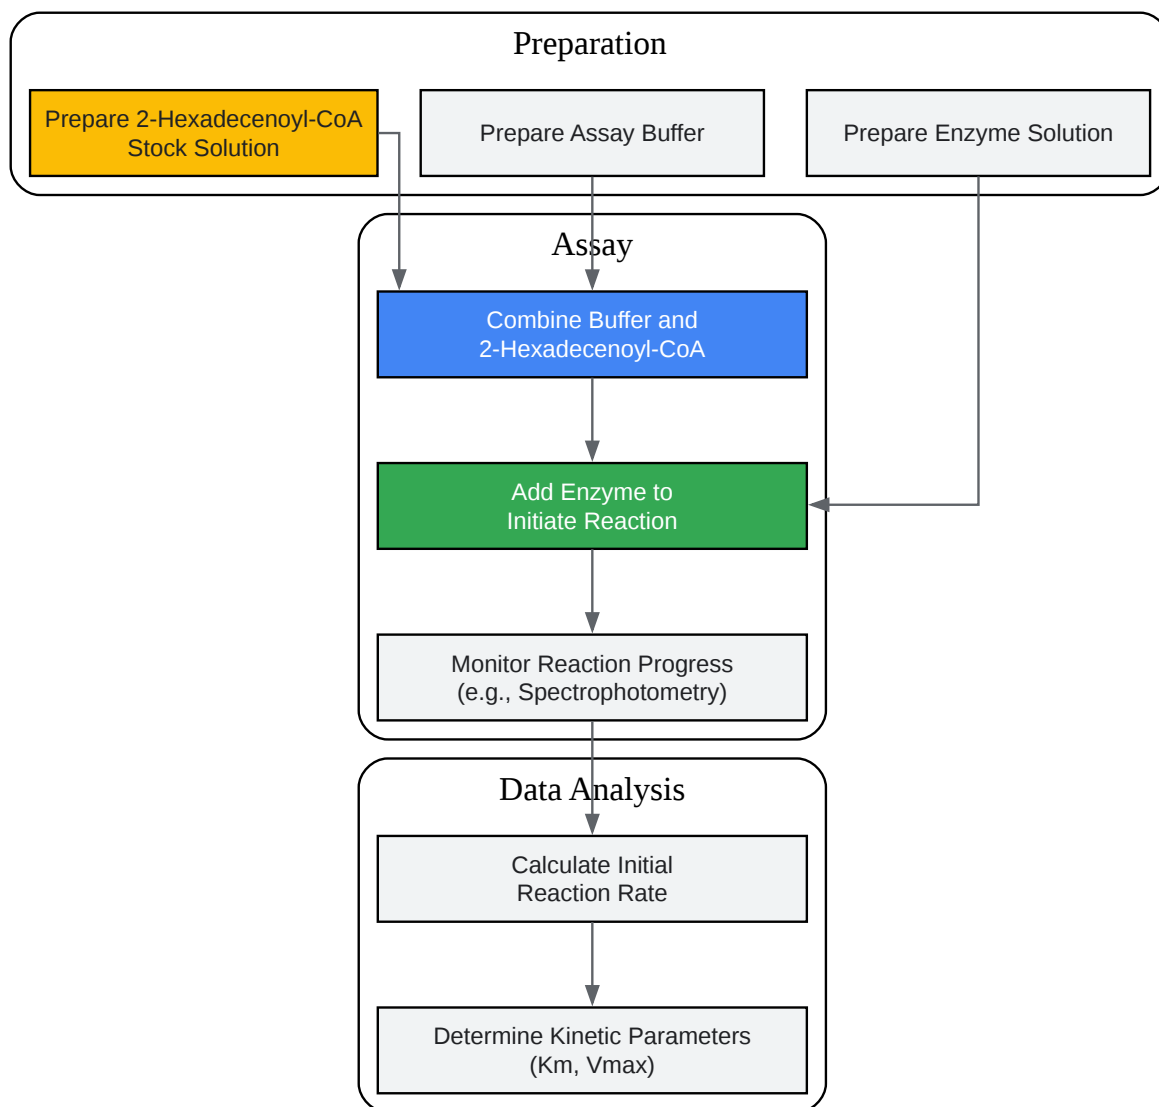 Preparation
Prepare 2-Hexadecenoyl-CoA
Stock Solution
Prepare Assay Buffer
Prepare Enzyme Solution
Assay
Combine Buffer and
2-Hexadecenoyl-CoA
Add Enzyme to
Initiate Reaction
Monitor Reaction Progress
(e.g., Spectrophotometry)
Data Analysis
Calculate Initial
Reaction Rate
Determine Kinetic Parameters
(Km, Vmax)